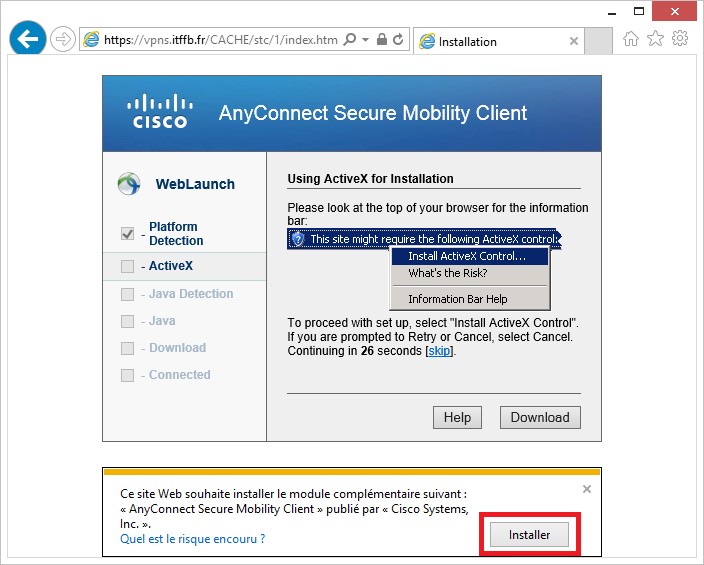 https://vpns.itffb.fr/CACHE/stc/1/index.htm
Installation
CISCO
AnyConnect Secure Mobility Client
WebLaunch
- Platform
Detection
- ActiveX
- Java Detection
- Java
- Download
- Connected
Using ActiveX for Installation
Please look at the top of your browser for the information
bar:
This site might require the following ActiveX control:
Install ActiveX Control...
What's the Risk?
Information Bar Help
To proceed with set up, select "Install ActiveX Control".
If you are prompted to Retry or Cancel, select Cancel.
Continuing in 26 seconds [skip].
Help
Download
Ce site Web souhaite installer le module complémentaire suivant :
« AnyConnect Secure Mobility Client » publié par « Cisco Systems,
Inc. ».
Quel est le risque encouru ?
Installer